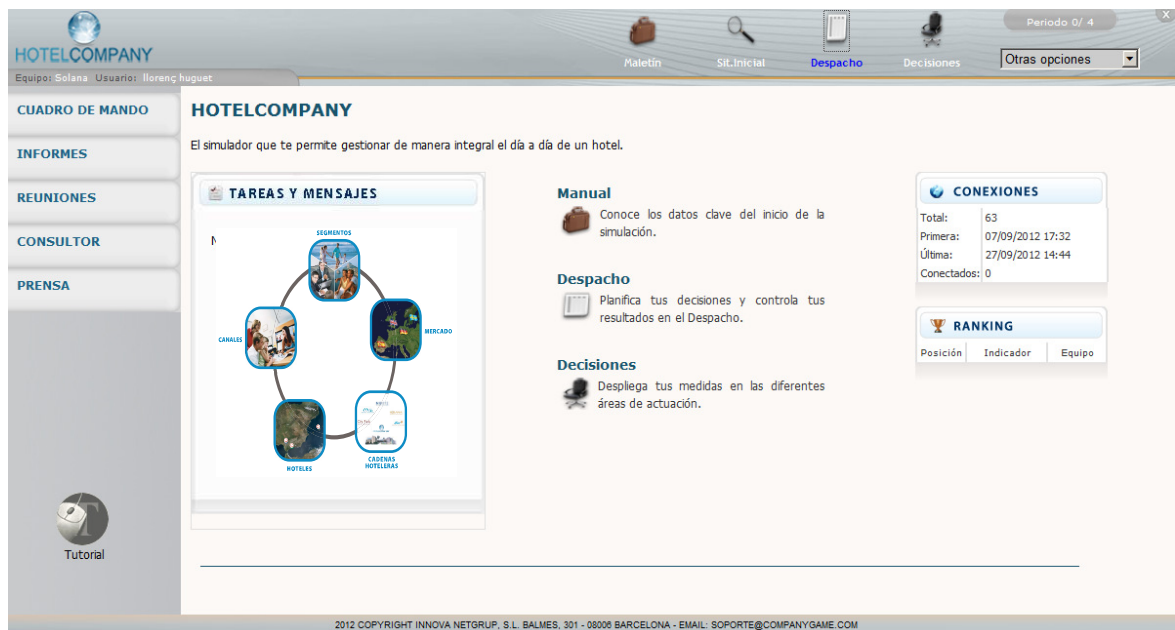 HOTELCOMPANY
Equipo: Solana Usuario: llorenç huguet
Maletín
Sit.Inicial
Despacho
Decisiones
Periodo 0/ 4
Otras opciones
x
CUADRO DE MANDO
INFORMES
REUNIONES
CONSULTOR
PRENSA
Tutorial
HOTELCOMPANY
El simulador que te permite gestionar de manera integral el día a día de un hotel.
TAREAS Y MENSAJES
SEGMENTOS
MERCADO
CANALES
HOTELES
CADENAS
HOTELERAS
Manual
Conoce los datos clave del inicio de la
simulación.
Despacho
Planifica tus decisiones y controla tus
resultados en el Despacho.
Decisiones
Despliega tus medidas en las diferentes
áreas de actuación.
CONEXIONES
Total: 63
Primera: 07/09/2012 17:32
Última: 27/09/2012 14:44
Conectados: 0
RANKING
Posición Indicador Equipo
2012 COPYRIGHT INNOVA NETGRUP, S.L. BALMES, 301 - 08006 BARCELONA - EMAIL: SOPORTE@COMPANYGAME.COM